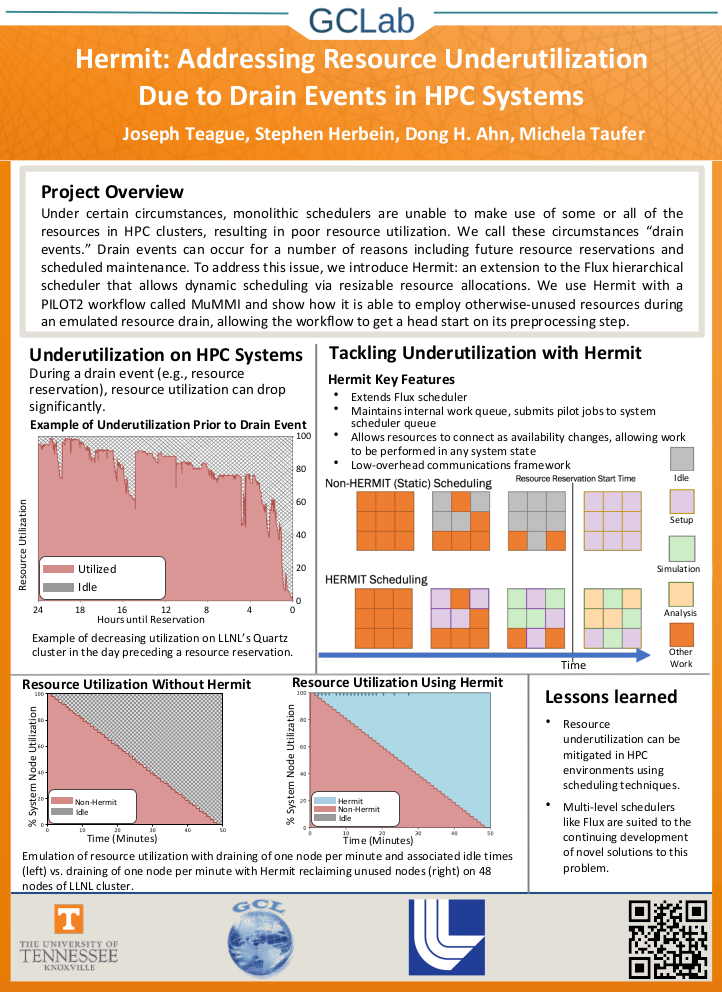 GCLab
Hermit: Addressing Resource Underutilization
Due to Drain Events in HPC Systems
Joseph Teague, Stephen Herbein, Dong H. Ahn, Michela Taufer
Project Overview
Under certain circumstances, monolithic schedulers are unable to make use of some or all of the
resources in HPC clusters, resulting in poor resource utilization. We call these circumstances “drain
events.” Drain events can occur for a number of reasons including future resource reservations and
scheduled maintenance. To address this issue, we introduce Hermit: an extension to the Flux hierarchical
scheduler that allows dynamic scheduling via resizable resource allocations. We use Hermit with a
PILOT2 workflow called MuMMI and show how it is able to employ otherwise-unused resources during
an emulated resource drain, allowing the workflow to get a head start on its preprocessing step.
Underutilization on HPC Systems
During a drain event (e.g., resource
reservation), resource utilization can drop
significantly.
Example of Underutilization Prior to Drain Event
Resource Utilization
100
80
60
40
20
0
Utilized
Idle
24 18 12 8 4 0
Hours until Reservation
Example of decreasing utilization on LLNL’s Quartz
cluster in the day preceding a resource reservation.
Tackling Underutilization with Hermit
Hermit Key Features
• Extends Flux scheduler
• Maintains internal work queue, submits pilot jobs to system
scheduler queue
• Allows resources to connect as availability changes, allowing work
to be performed in any system state
• Low-overhead communications framework
Non-HERMIT (Static) Scheduling
Resource Reservation Start Time
HERMIT Scheduling
Time
Idle
Setup
Simulation
Analysis
Other
Work
Resource Utilization Without Hermit
% System Node Utilization
100
80
60
40
20
0
Non-Hermit
Idle
0 10 20 30 40 50
Time (Minutes)
Resource Utilization Using Hermit
% System Node Utilization
100
80
60
40
20
0
Hermit
Non-Hermit
Idle
0 10 20 30 40 50
Time (Minutes)
Emulation of resource utilization with draining of one node per minute and associated idle times
(left) vs. draining of one node per minute with Hermit reclaiming unused nodes (right) on 48
nodes of LLNL cluster.
Lessons learned
• Resource
underutilization can be
mitigated in HPC
environments using
scheduling techniques.
• Multi-level schedulers
like Flux are suited to the
continuing development
of novel solutions to this
problem.
T
THE UNIVERSITY OF
TENNESSEE
KNOXVILLE
GCL